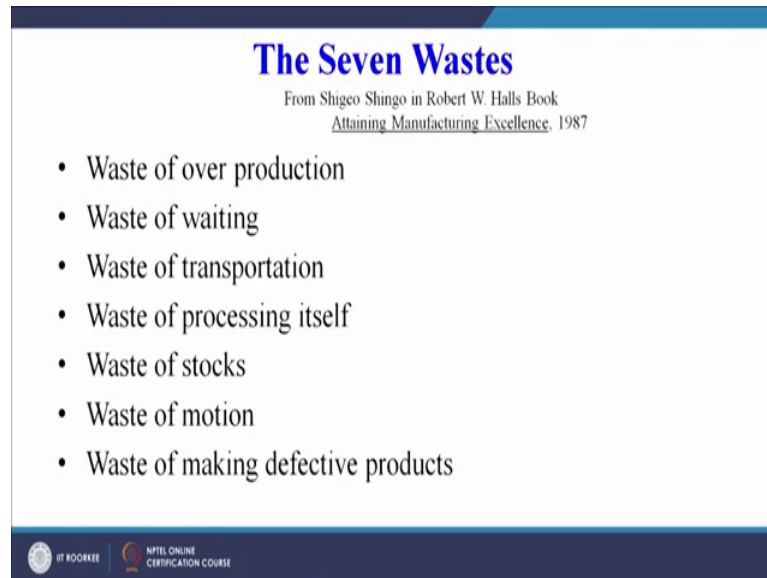 The Seven Wastes
From Shigeo Shingo in Robert W. Halls Book
Attaining Manufacturing Excellence, 1987
• Waste of over production
• Waste of waiting
• Waste of transportation
• Waste of processing itself
• Waste of stocks
• Waste of motion
• Waste of making defective products
IIT ROORKEE
NPTEL ONLINE
CERTIFICATION COURSE